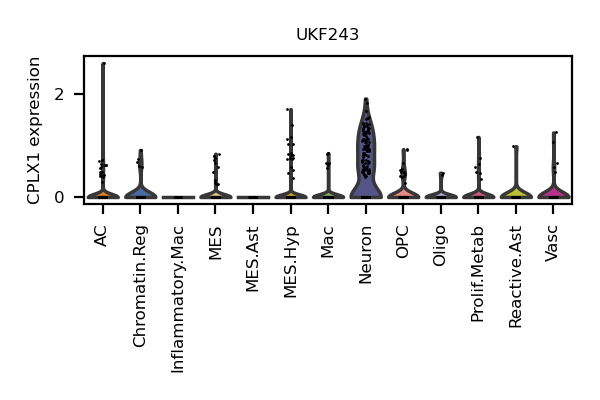 UKF243
CPLX1 expression
2
0
AC
Chromatin.Reg
Inflammatory.Mac
MES
MES.Ast
MES.Hyp
Mac
Neuron
OPC
Oligo
Prolif.Metab
Reactive.Ast
Vasc